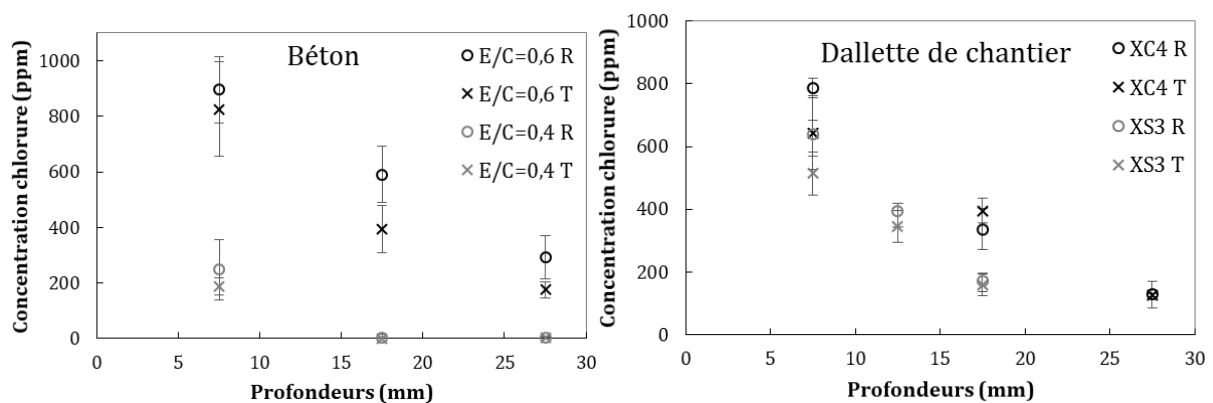 Béton
Concentration chlorure (ppm)
1000
800
600
400
200
0
0 5 10 15 20 25 30
Profondeurs (mm)
E/C=0,6 R
E/C=0,6 T
E/C=0,4 R
E/C=0,4 T
Dallette de chantier
Concentration chlorure (ppm)
1000
800
600
400
200
0
0 5 10 15 20 25 30
Profondeurs (mm)
XC4 R
XC4 T
XS3 R
XS3 T